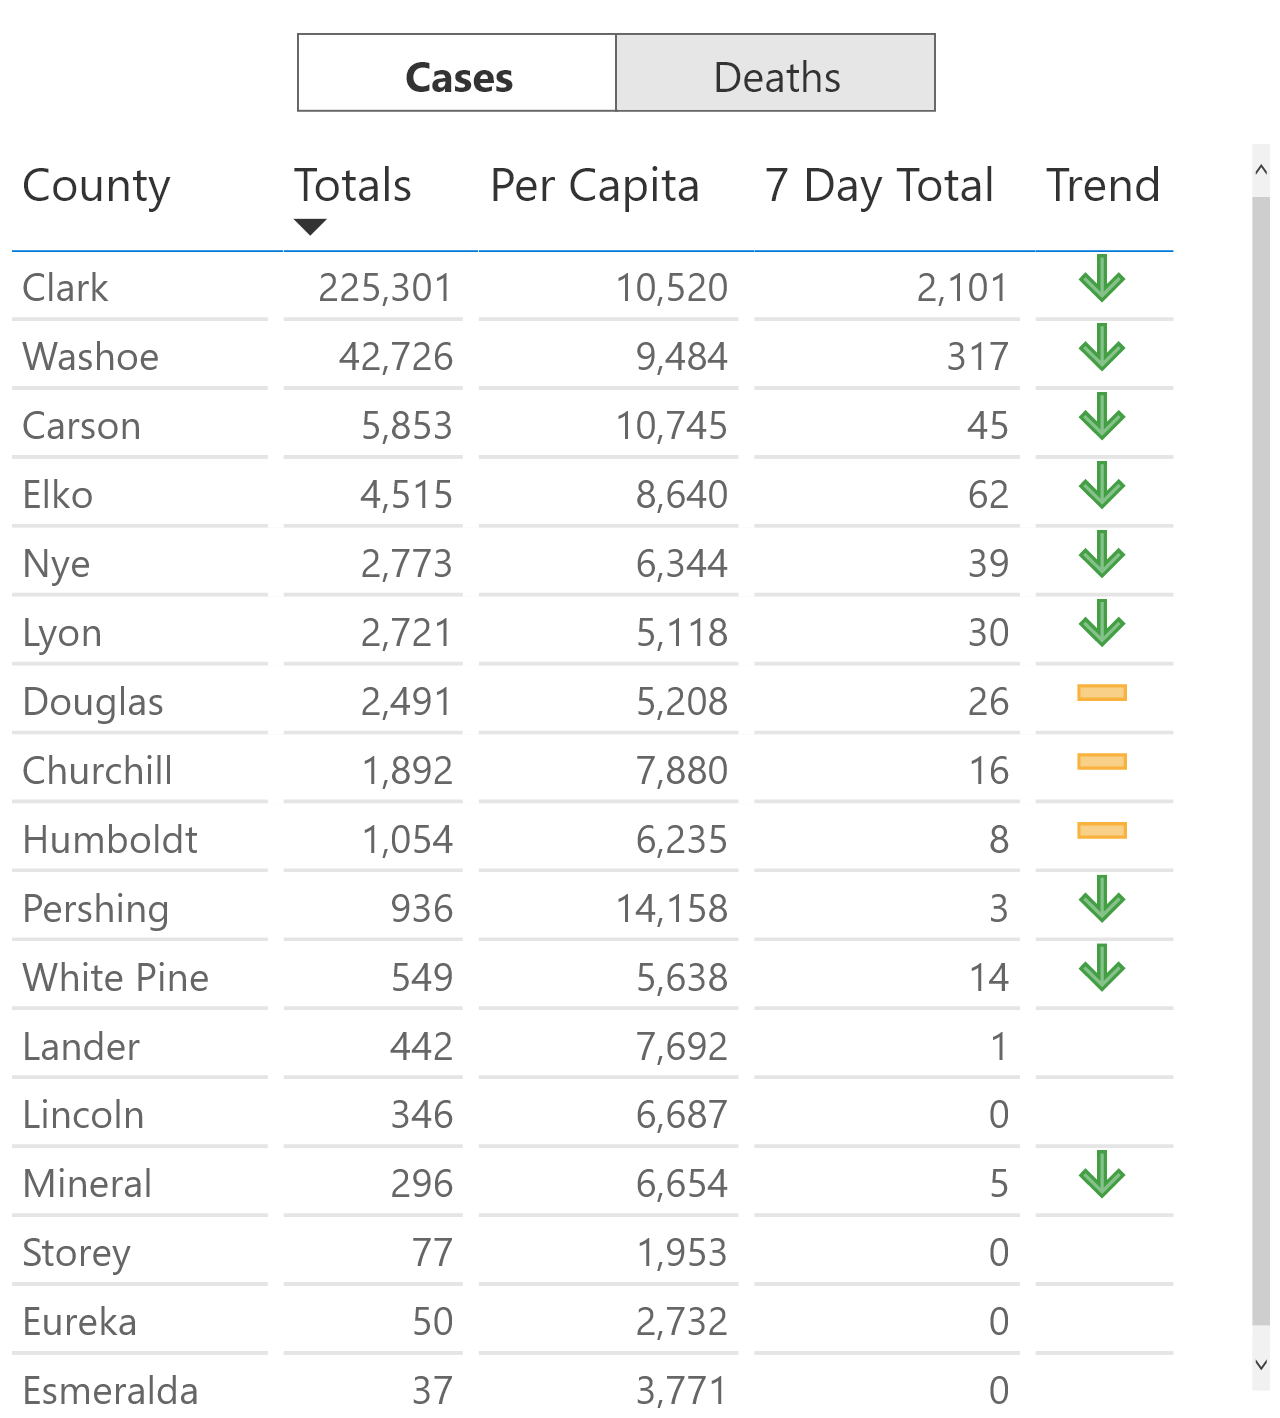 Cases Deaths
County Totals Per Capita 7 Day Total Trend
Clark 225,301 10,520 2,101
Washoe 42,726 9,484 317
Carson 5,853 10,745 45
Elko 4,515 8,640 62
Nye 2,773 6,344 39
Lyon 2,721 5,118 30
Douglas 2,491 5,208 26
Churchill 1,892 7,880 16
Humboldt 1,054 6,235 8
Pershing 936 14,158 3
White Pine 549 5,638 14
Lander 442 7,692 1
Lincoln 346 6,687 0
Mineral 296 6,654 5
Storey 77 1,953 0
Eureka 50 2,732 0
Esmeralda 37 3,771 0